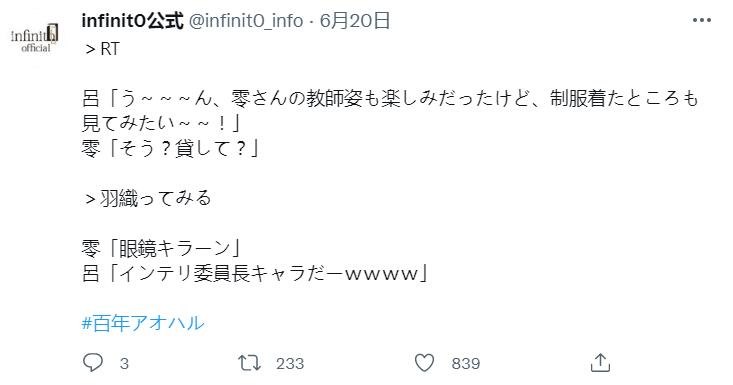 infinit0
official
infinit0公式 @infinit0_info · 6月20日
＞RT
呂「う～～～ん、零さんの教師姿も楽しみだったけど、制服着たところも
見てみたい～～！」
零「そう？貸して？」
＞羽織ってみる
零「眼鏡キラーン」
呂「インテリ委員長キャラだーｗｗｗｗ」
#百年アオハル
3 233 839